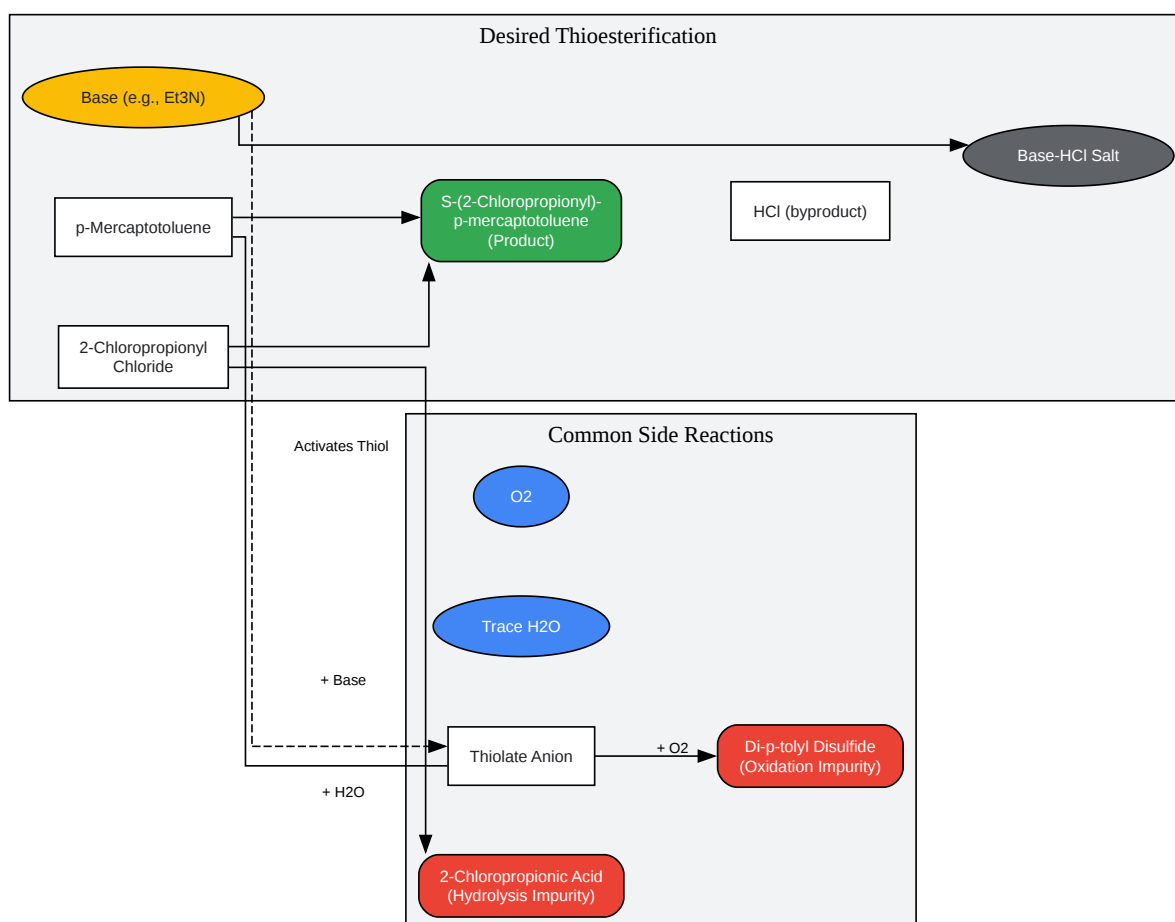 Desired Thioesterification
Base (e.g., Et3N)
Base-HCl Salt
p-Mercaptotoluene
S-(2-Chloropropionyl)-
p-mercaptotoluene
(Product)
HCl (byproduct)
2-Chloropropionyl
Chloride
Activates Thiol
Common Side Reactions
O2
Trace H2O
+ Base
Thiolate Anion
+ O2
Di-p-tolyl Disulfide
(Oxidation Impurity)
+ H2O
2-Chloropropionic Acid
(Hydrolysis Impurity)